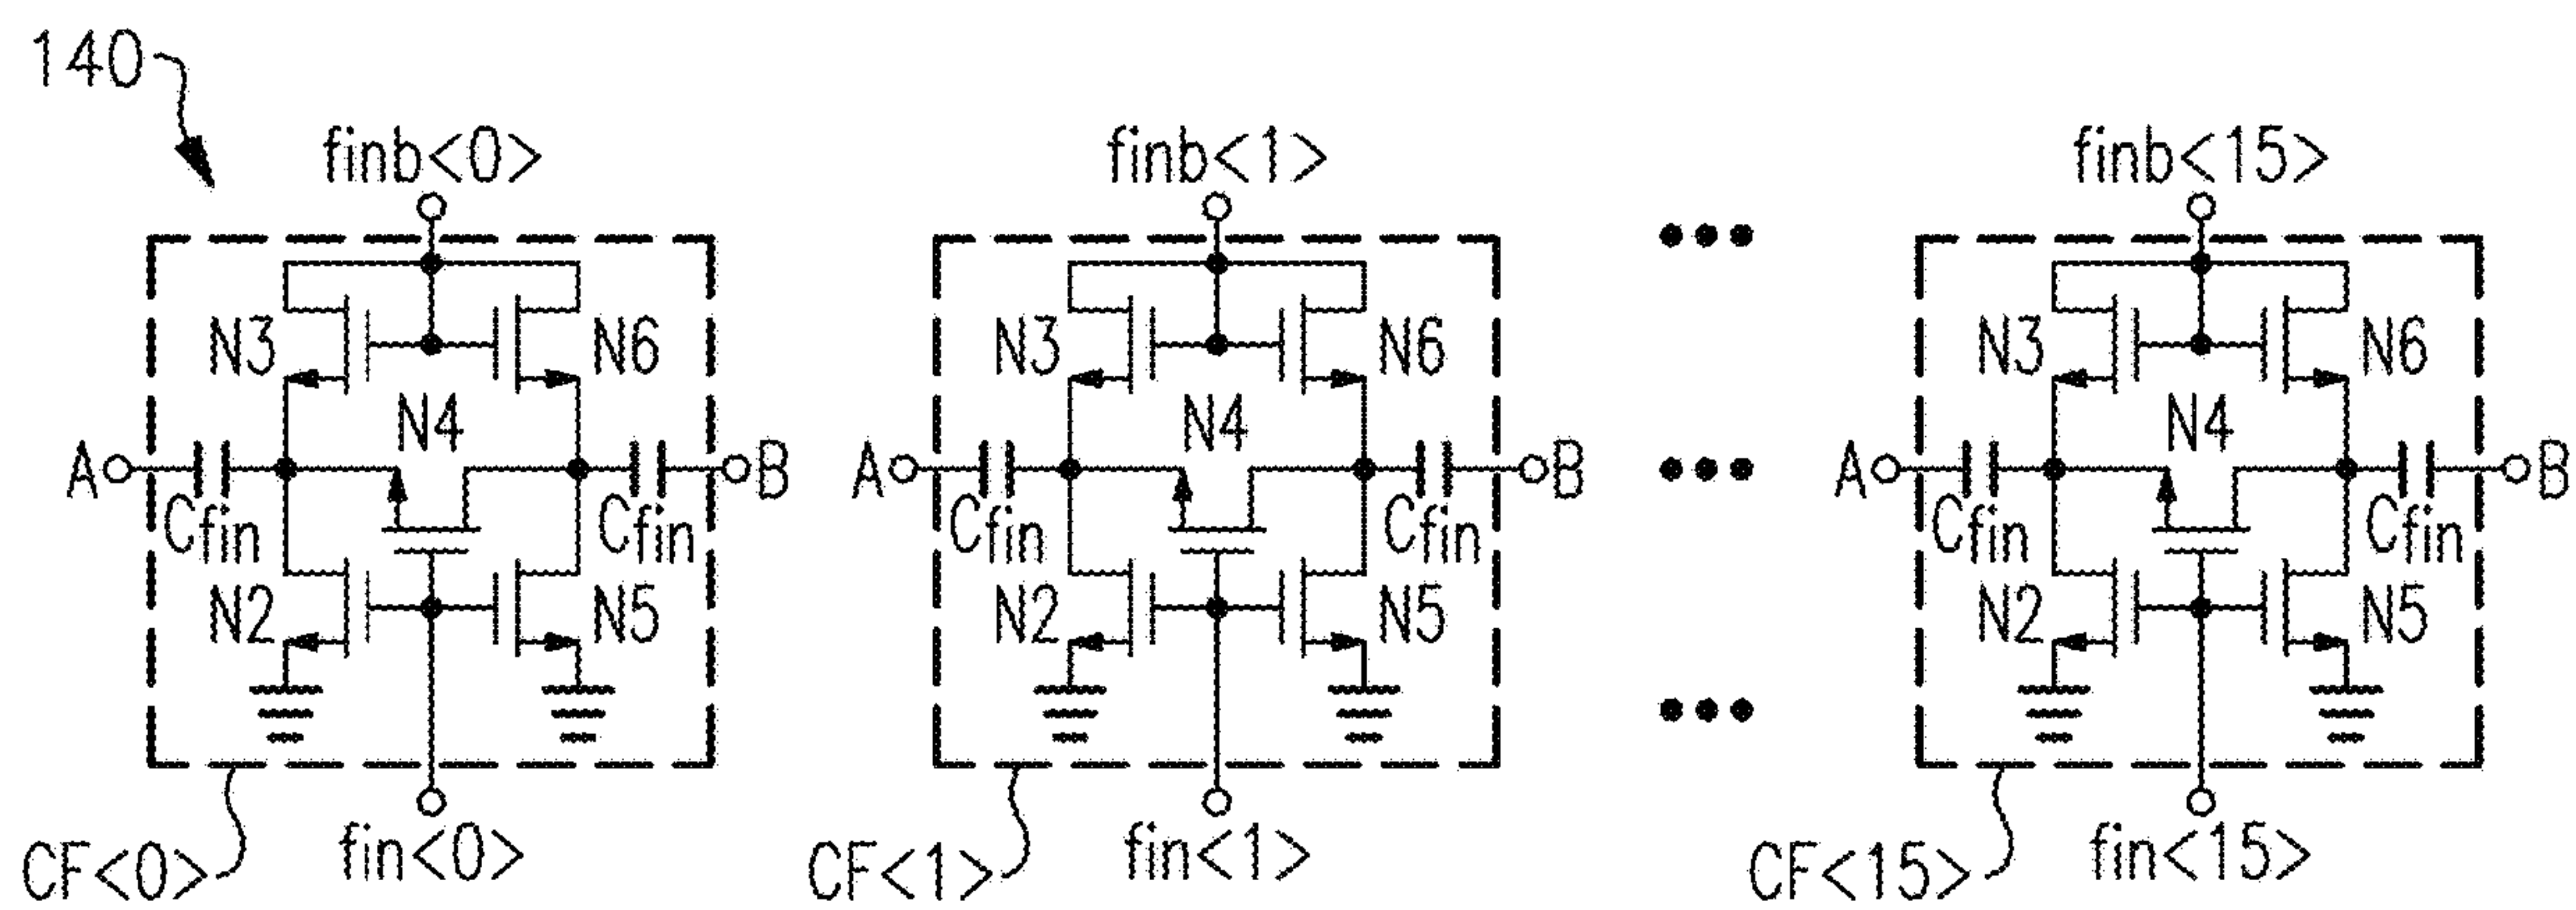 140
finb<0> finb<1> finb<15>
N3 N6 N3 N6 N3 N6
N4 N4 N4
A B A B A B
Cfin Cfin Cfin Cfin Cfin Cfin
N2 N5 N2 N5 N2 N5
CF<0> fin<0> CF<1> fin<1> CF<15> fin<15>